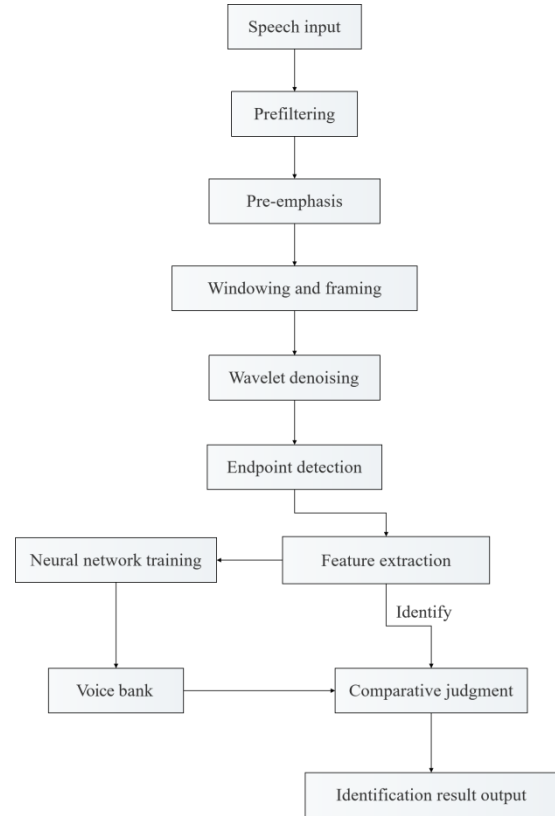 Speech input
Prefiltering
Pre-emphasis
Windowing and framing
Wavelet denoising
Endpoint detection
Neural network training
Feature extraction
Identify
Voice bank
Comparative judgment
Identification result output